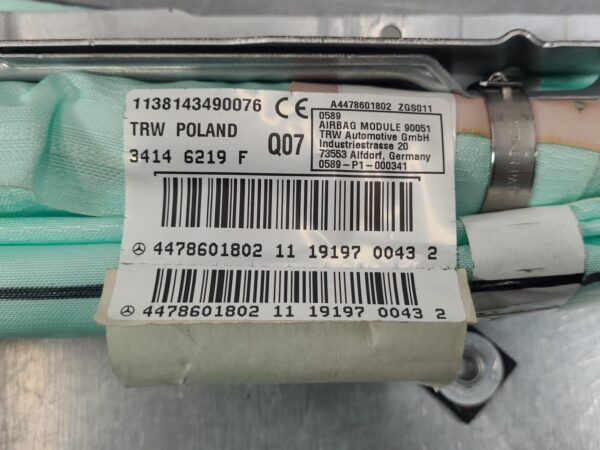 1138143490076 CE A4478601802 ZGS011
TRW POLAND Q07
3414 6219 F
0589
AIRBAG MODULE 90051
TRW Automotive GmbH
Industriestrasse 20
73553 Alfdorf, Germany
0589-P1-000341
4478601802 11 19197 0043 2
4478601802 11 19197 0043 2